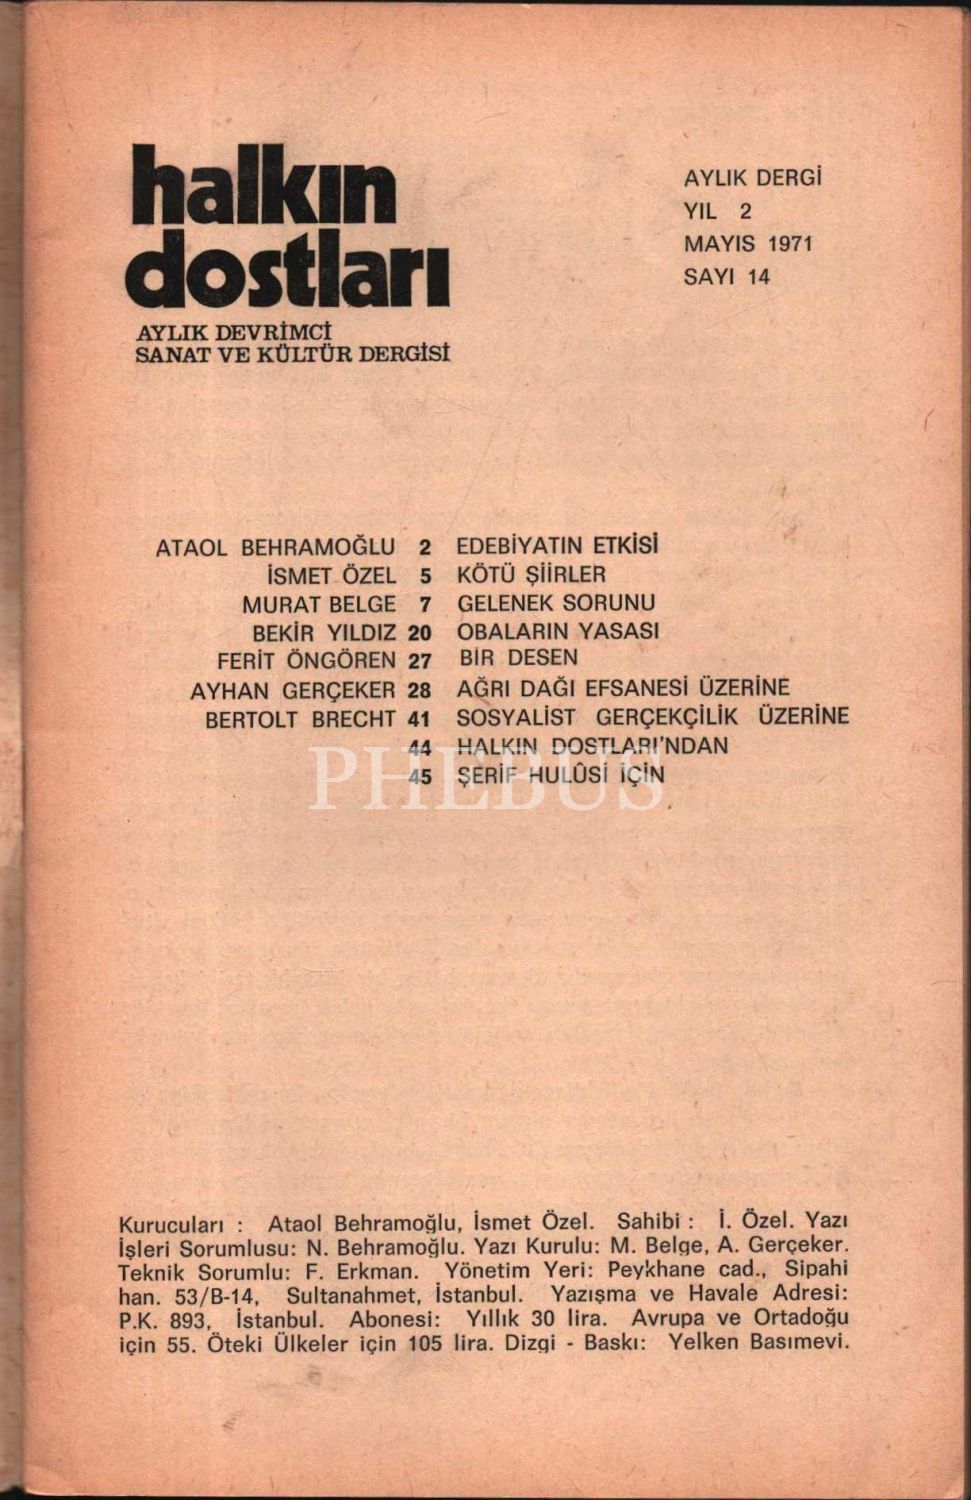 halkın
dostları
AYLIK DEVRİMCİ
SANAT VE KÜLTÜR DERGİSİ
AYLIK DERGİ
YIL 2
MAYIS 1971
SAYI 14
ATAOL BEHRAMOĞLU 2 EDEBİYATIN ETKİSİ
İSMET ÖZEL 5 KÖTÜ ŞİİRLER
MURAT BELGE 7 GELENEK SORUNU
BEKİR YILDIZ 20 OBALARIN YASASI
FERİT ÖNGÖREN 27 BİR DESEN
AYHAN GERÇEKER 28 AĞRI DAĞI EFSANESİ ÜZERİNE
BERTOLT BRECHT 41 SOSYALİST GERÇEKÇİLİK ÜZERİNE
44 HALKIN DOSTLARI'NDAN
45 ŞERİF HULÛSİ İÇİN
PHEBUS
Kurucuları : Ataol Behramoğlu, İsmet Özel. Sahibi : İ. Özel. Yazı
İşleri Sorumlusu: N. Behramoğlu. Yazı Kurulu: M. Belge, A. Gerçeker.
Teknik Sorumlu: F. Erkman. Yönetim Yeri: Peykhane cad., Sipahi
han. 53/B-14, Sultanahmet, İstanbul. Yazışma ve Havale Adresi:
P.K. 893, İstanbul. Abonesi: Yıllık 30 lira. Avrupa ve Ortadoğu
için 55. Öteki Ülkeler için 105 lira. Dizgi - Baskı: Yelken Basımevi.